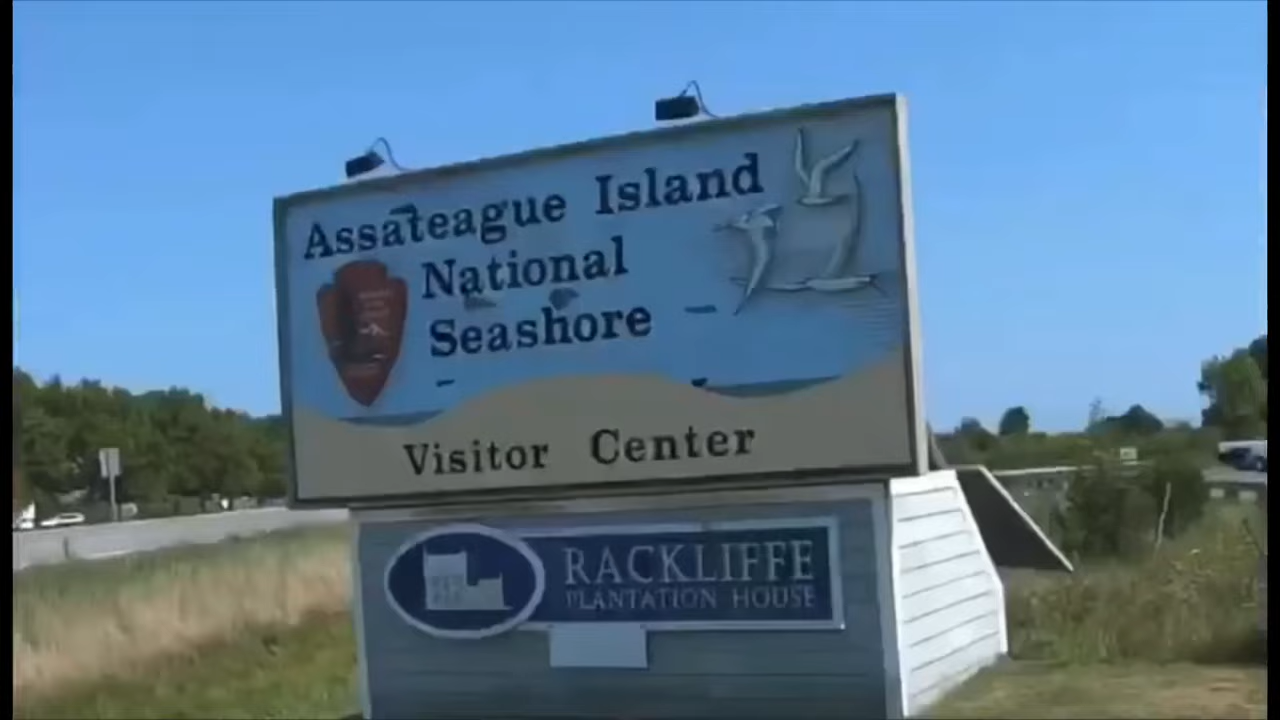 Assateague Island
National
Seashore
Visitor Center
RACKLIFFE
PLANTATION HOUSE